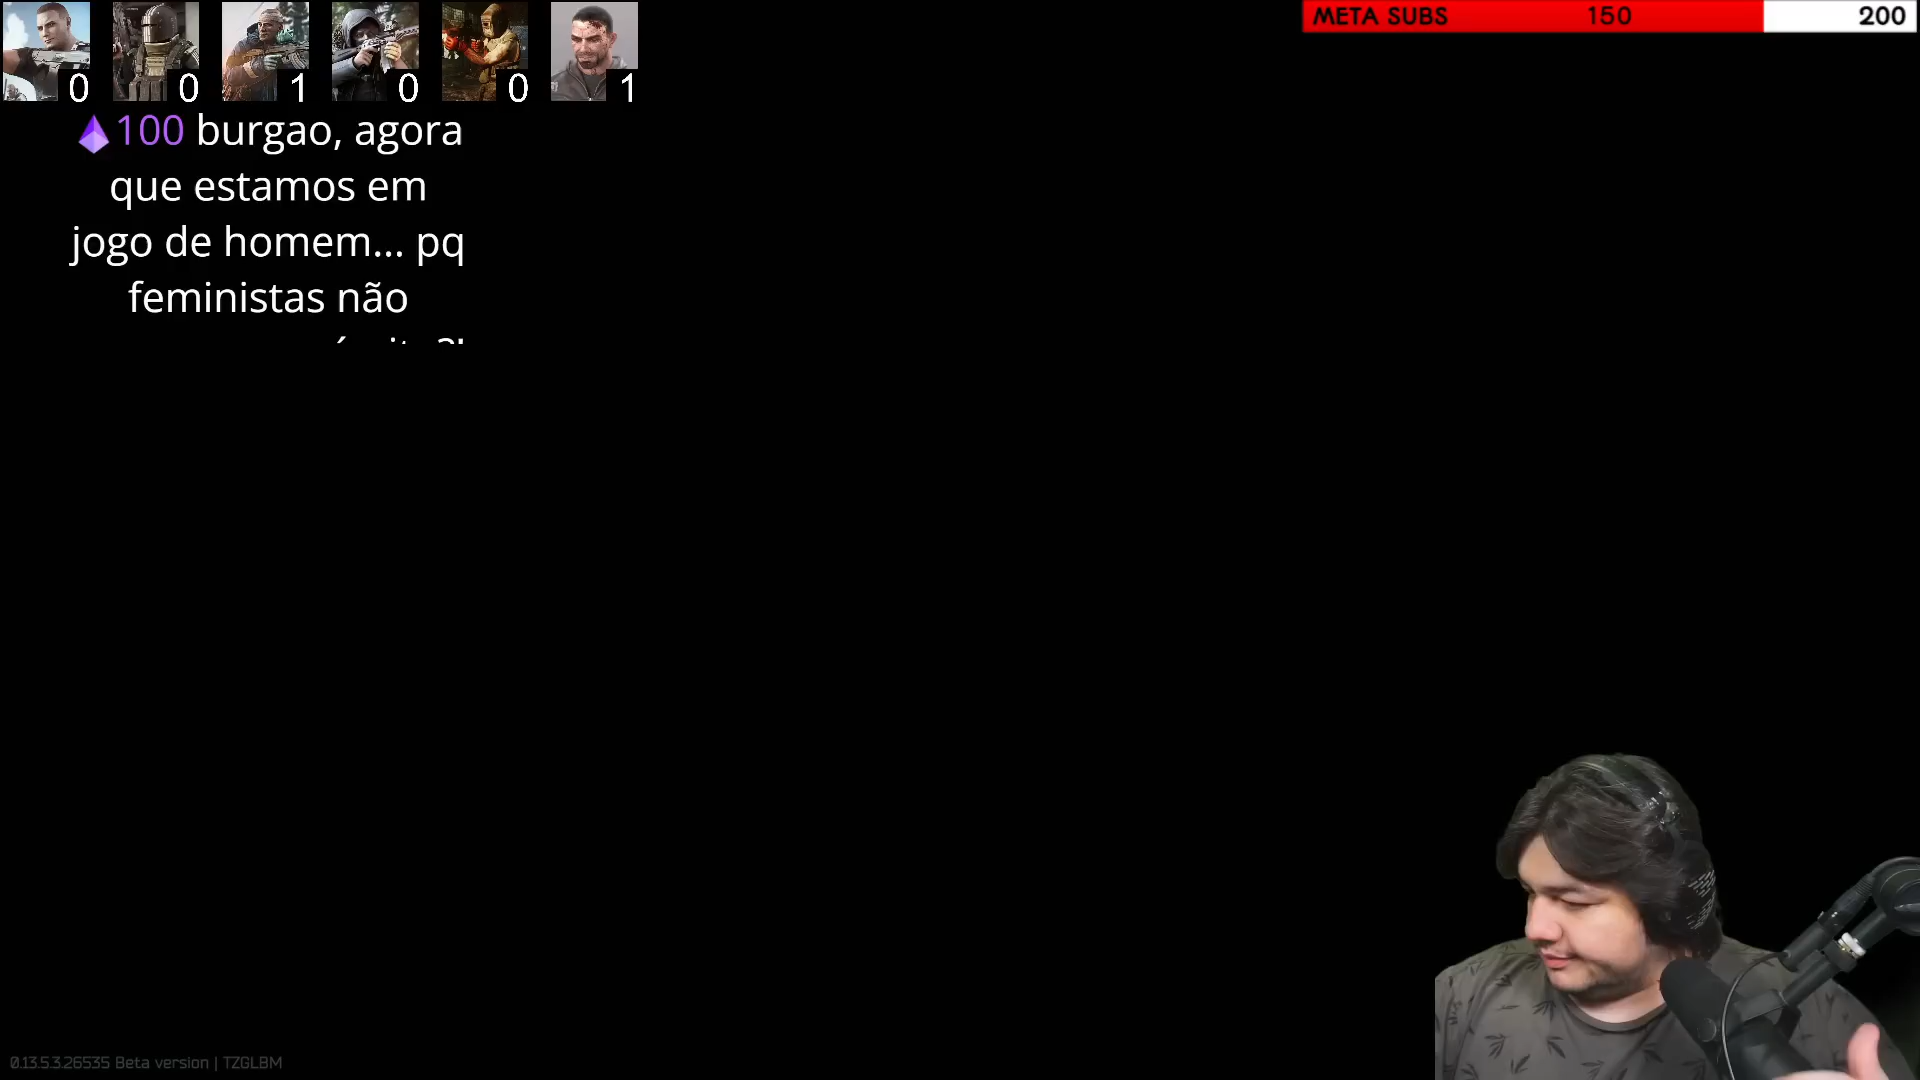 META SUBS 150 200
0 0 1 0 0 1
100 burgao, agora
que estamos em
jogo de homem... pq
feministas não
0.13.5.3.26535 Beta version | TZGLBM